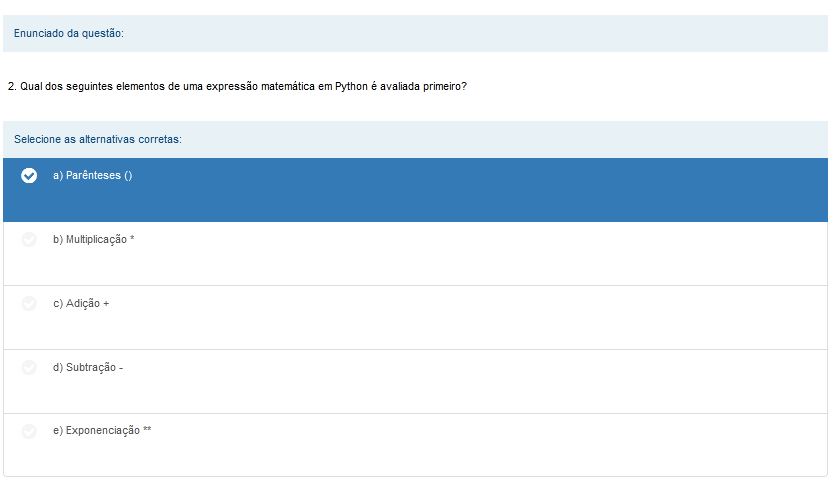 Enunciado da questão:
2. Qual dos seguintes elementos de uma expressão matemática em Python é avaliada primeiro?
Selecione as alternativas corretas:
a) Parênteses ()
b) Multiplicação *
c) Adição +
d) Subtração -
e) Exponenciação **